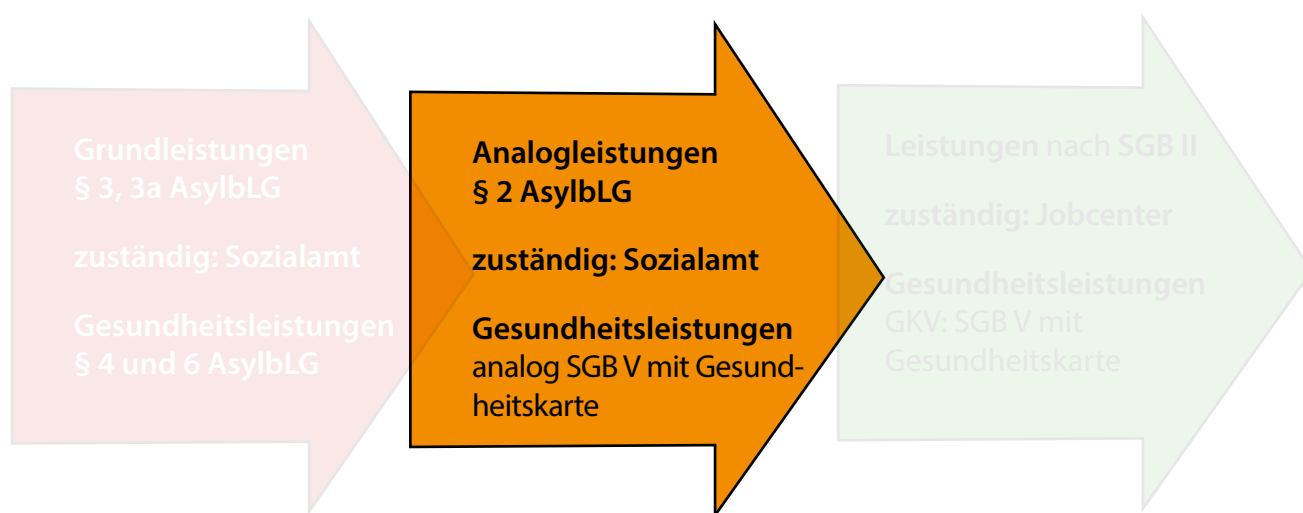 Grundleistungen
§ 3, 3a AsylbLG
zuständig: Sozialamt
Gesundheitsleistungen
§ 4 und 6 AsylbLG
Analogleistungen
§ 2 AsylbLG
zuständig: Sozialamt
Gesundheitsleistungen
analog SGB V mit Gesund-
heitskarte
Leistungen nach SGB II
zuständig: Jobcenter
Gesundheitsleistungen
GKV: SGB V mit
Gesundheitskarte